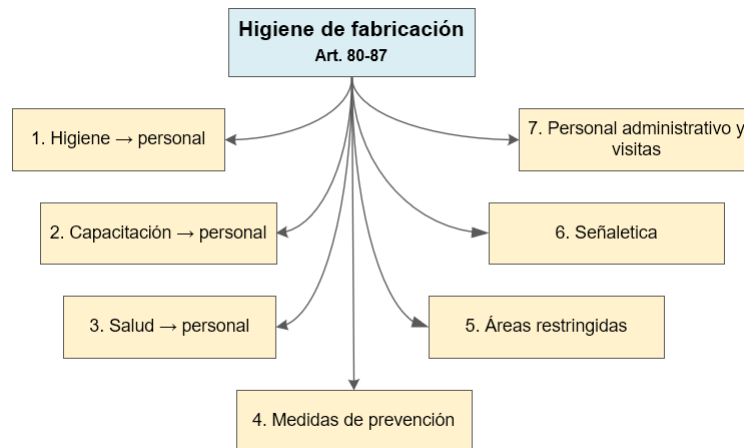 Higiene de fabricación
Art. 80-87
1. Higiene → personal
2. Capacitación → personal
3. Salud → personal
4. Medidas de prevención
5. Áreas restringidas
6. Señaletica
7. Personal administrativo y
visitas